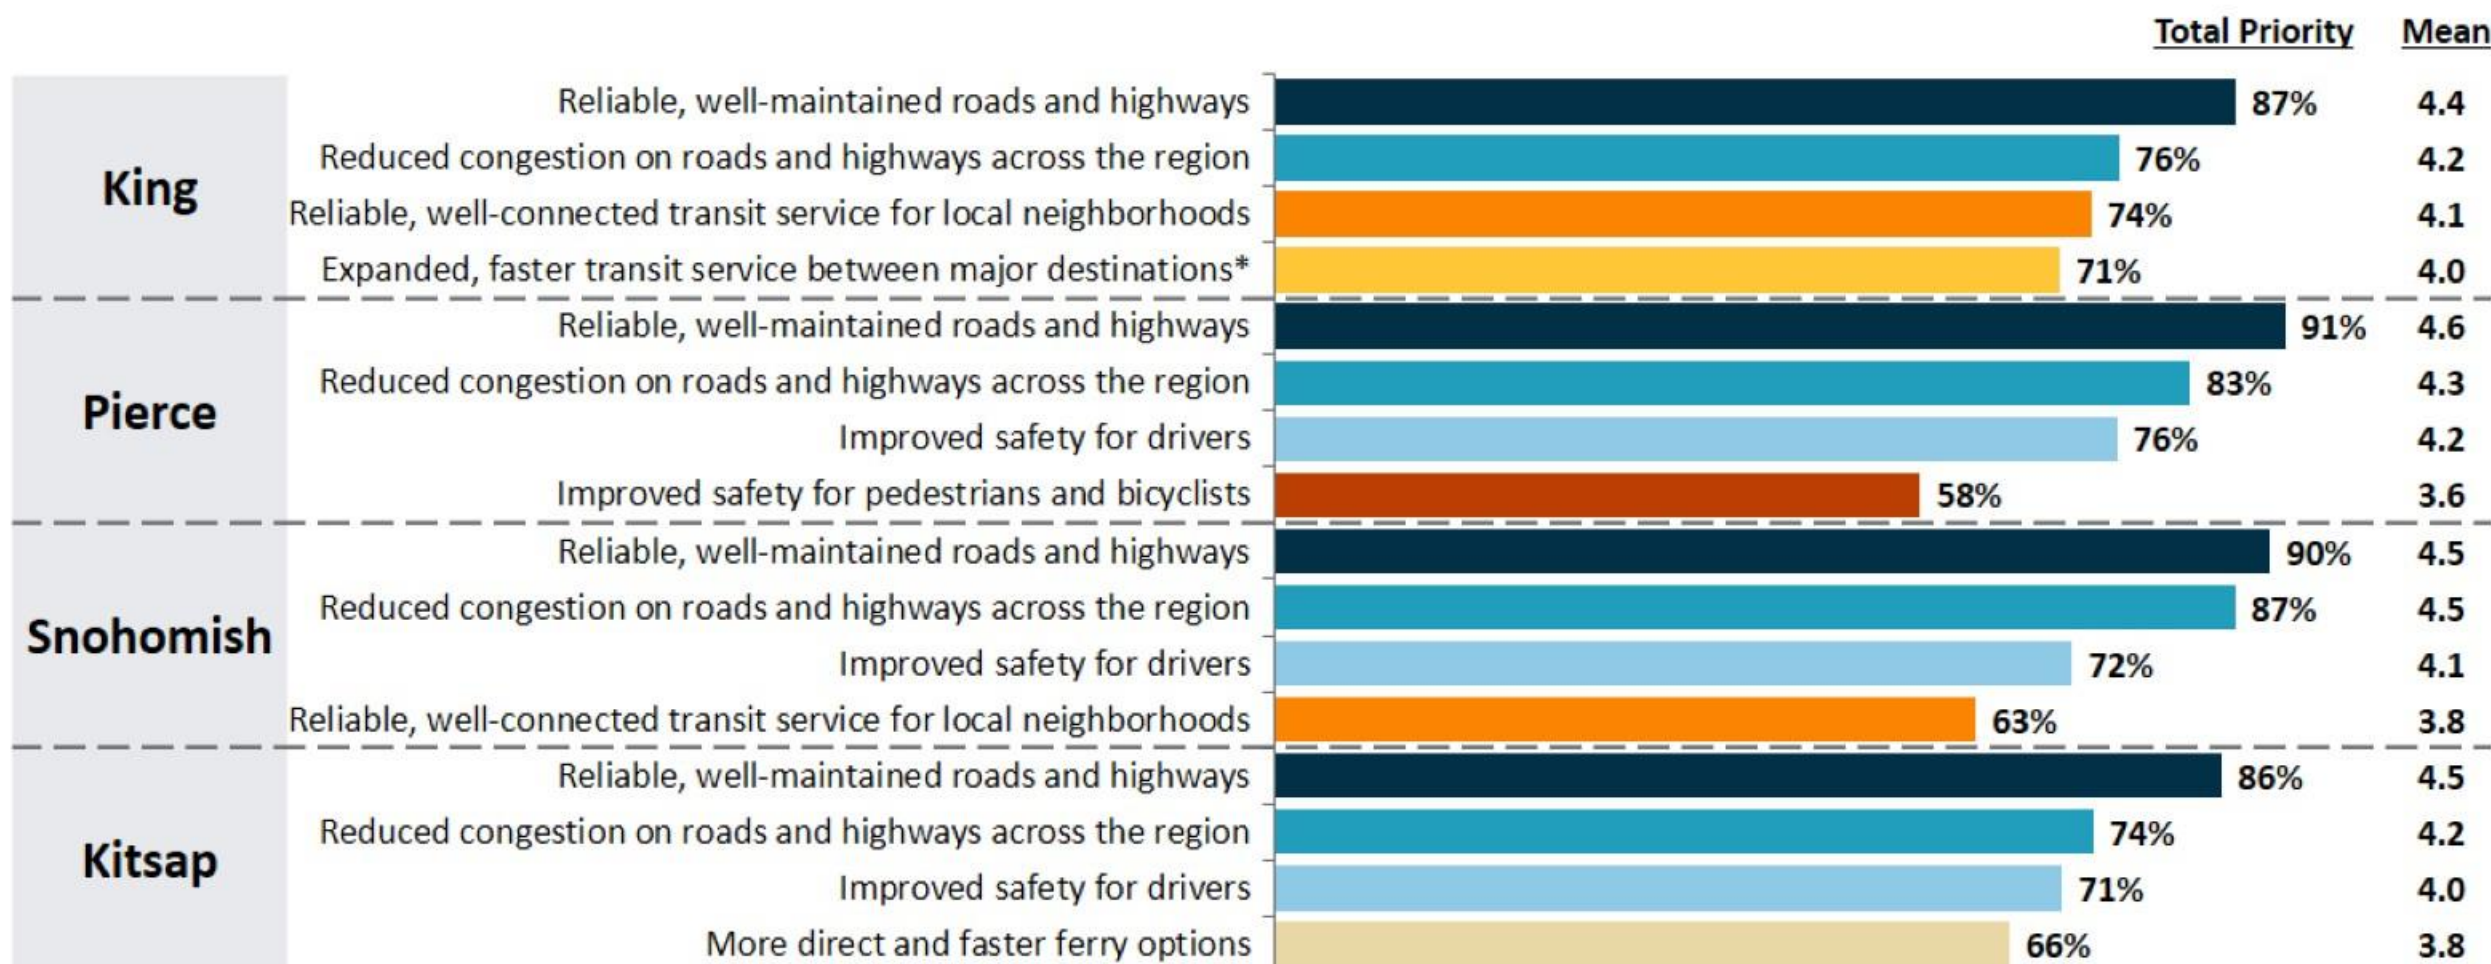 Total Priority Mean
King
Reliable, well-maintained roads and highways 87% 4.4
Reduced congestion on roads and highways across the region 76% 4.2
Reliable, well-connected transit service for local neighborhoods 74% 4.1
Expanded, faster transit service between major destinations* 71% 4.0
Pierce
Reliable, well-maintained roads and highways 91% 4.6
Reduced congestion on roads and highways across the region 83% 4.3
Improved safety for drivers 76% 4.2
Improved safety for pedestrians and bicyclists 58% 3.6
Snohomish
Reliable, well-maintained roads and highways 90% 4.5
Reduced congestion on roads and highways across the region 87% 4.5
Improved safety for drivers 72% 4.1
Reliable, well-connected transit service for local neighborhoods 63% 3.8
Kitsap
Reliable, well-maintained roads and highways 86% 4.5
Reduced congestion on roads and highways across the region 74% 4.2
Improved safety for drivers 71% 4.0
More direct and faster ferry options 66% 3.8